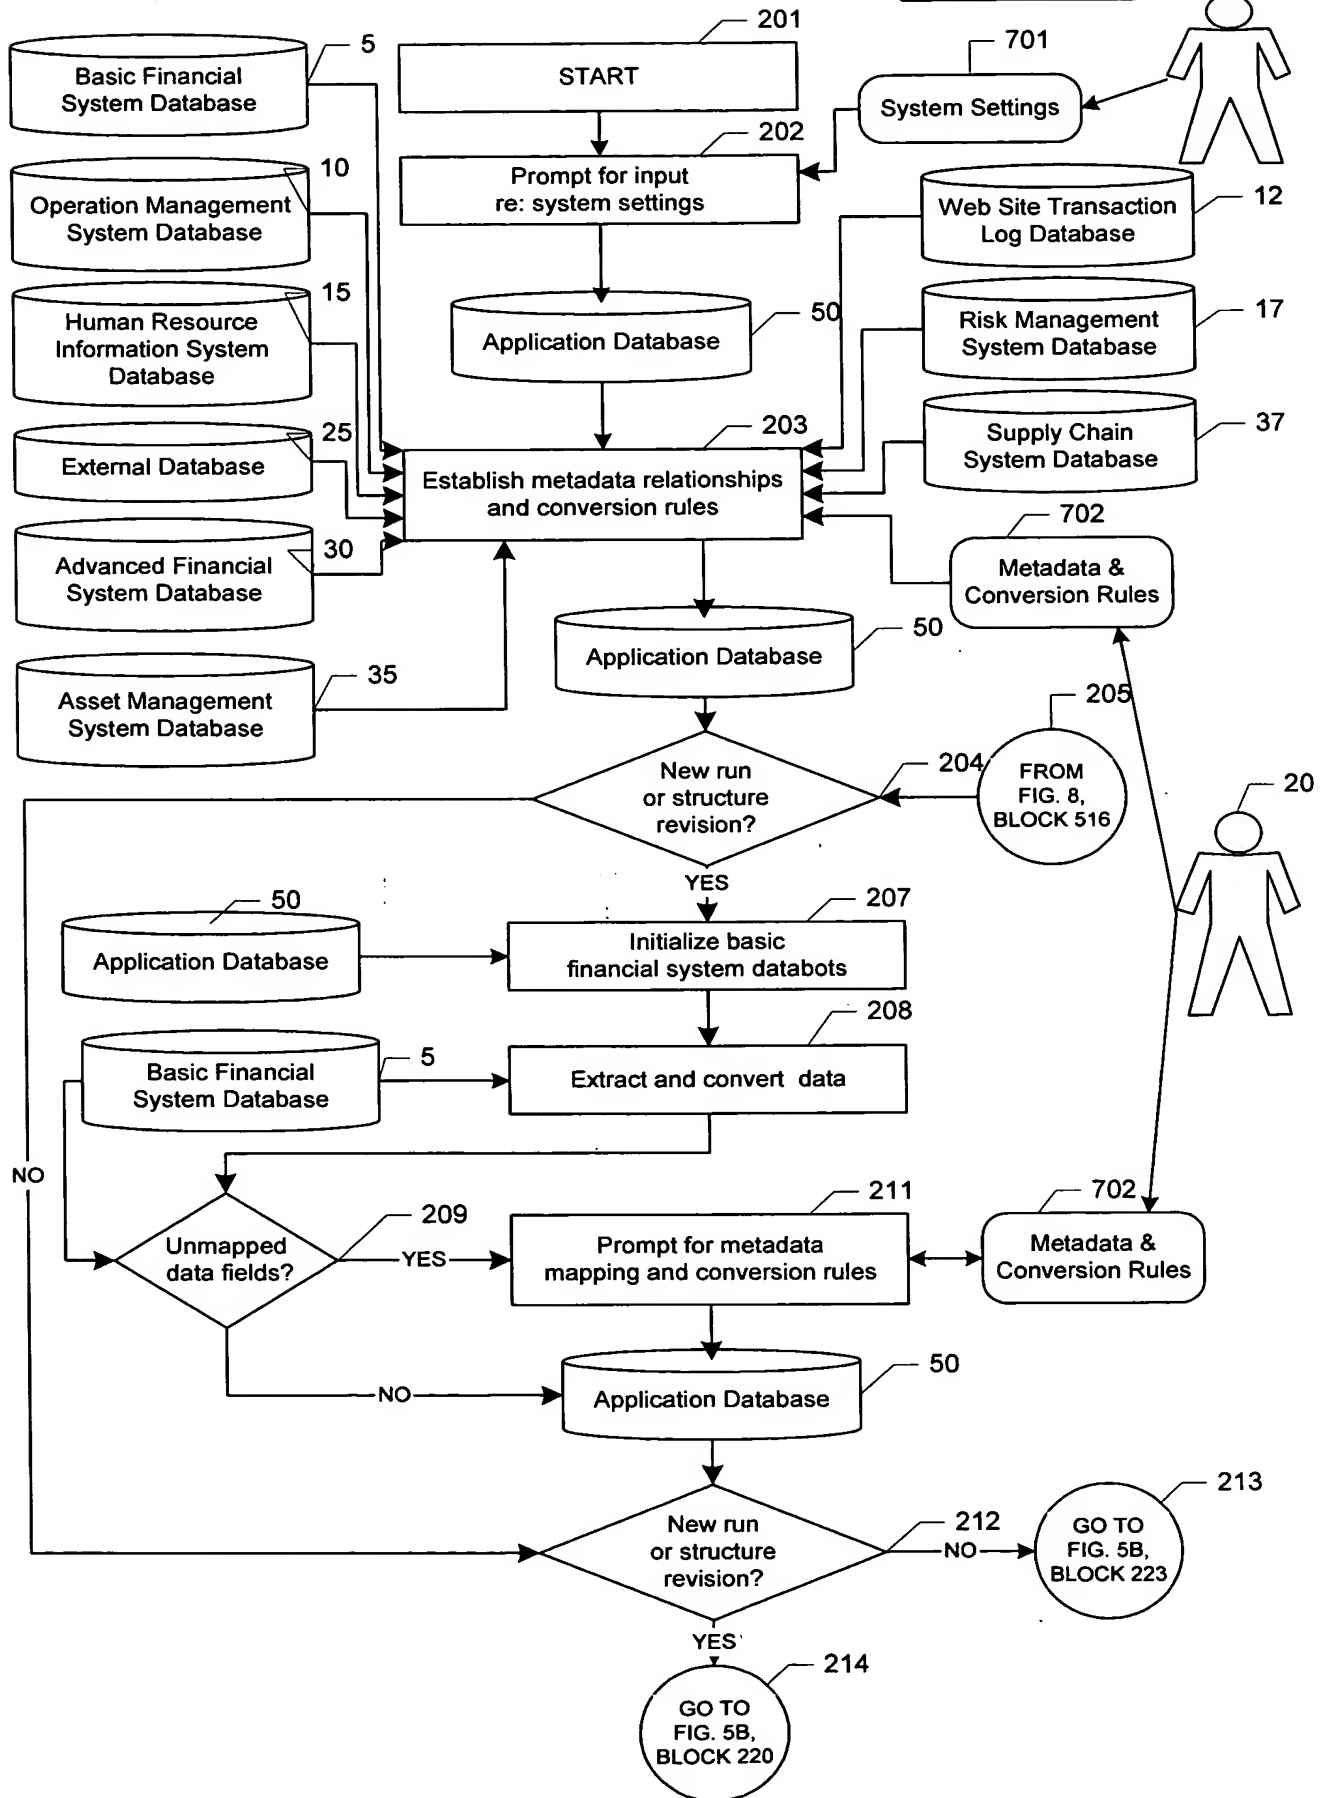 201
5
701
Basic Financial
System Database
START
System Settings
202
10
Prompt for input
re: system settings
Operation Management
System Database
Web Site Transaction
Log Database
12
15
50
Human Resource
Information System
Database
Application Database
Risk Management
System Database
17
25
203
37
External Database
Supply Chain
System Database
Establish metadata relationships
and conversion rules
702
30
Advanced Financial
System Database
Metadata &
Conversion Rules
50
Application Database
35
Asset Management
System Database
205
204
New run
or structure
revision?
FROM
FIG. 8,
BLOCK 516
20
YES
50
207
Application Database
Initialize basic
financial system databots
208
5
Basic Financial
System Database
Extract and convert data
NO
209
211
702
Unmapped
data fields?
YES
Prompt for metadata
mapping and conversion rules
Metadata &
Conversion Rules
50
NO
Application Database
213
212
New run
or structure
revision?
NO
GO TO
FIG. 5B,
BLOCK 223
YES
214
GO TO
FIG. 5B,
BLOCK 220